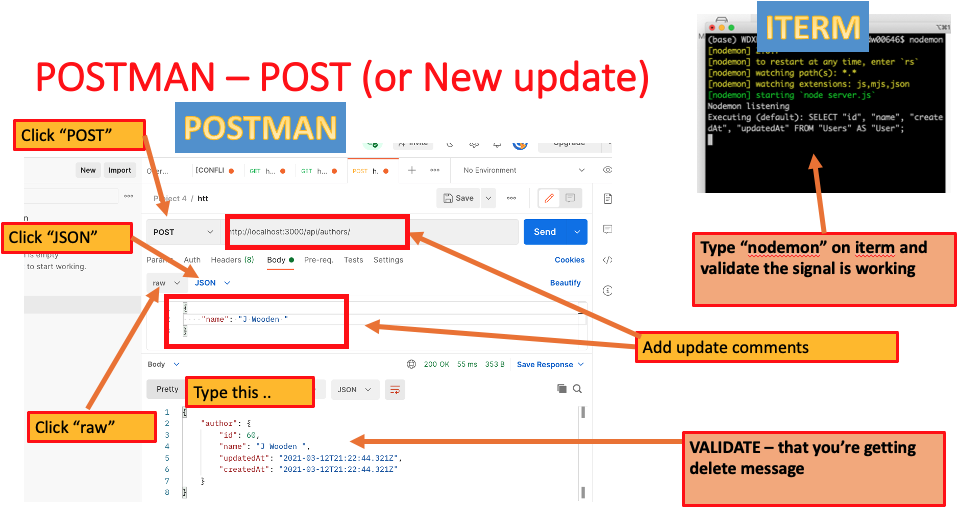 ITERM
(base) WDX
w00646$ nodemon
[nodemon]
[nodemon] to restart at any time, enter `rs`
[nodemon] watching path(s): *.*
[nodemon] watching extensions: js,mjs,json
[nodemon] starting `node server.js`
Nodemon listening
Executing (default): SELECT "id", "name", "create
dAt", "updatedAt" FROM "Users" AS "User";
POSTMAN – POST (or New update)
POSTMAN
Click “POST”
Invite
Upgrade
New Import
Over... [CONFLI GET h... GET h... POST h.. No Environment
Project 4 / htt
Save
POST
http://localhost:3000/api/authors/
Send
Click “JSON”
is empty
to start working.
Params Auth Headers (8) Body Pre-req. Tests Settings Cookies
raw JSON Beautify
"name": "J Wooden "
Type “nodemon” on iterm and
validate the signal is working
Add update comments
Body 200 OK 55 ms 353 B Save Response
Pretty
JSON
Type this ..
Click “raw”
1 {
2 "author": {
3 "id": 60,
4 "name": "J Wooden ",
5 "updatedAt": "2021-03-12T21:22:44.321Z",
6 "createdAt": "2021-03-12T21:22:44.321Z"
7 }
8 }
VALIDATE – that you’re getting
delete message